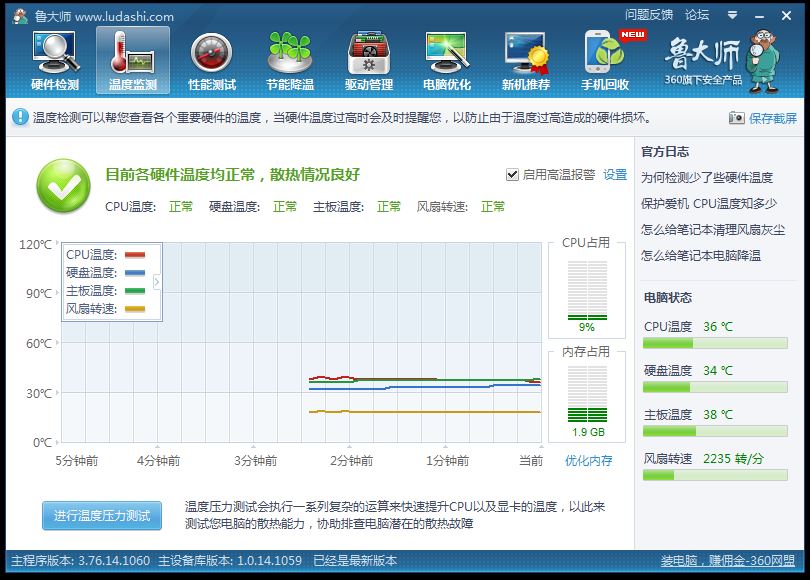 鲁大师 www.ludashi.com
问题反馈 论坛
硬件检测
温度监测
性能测试
节能降温
驱动管理
电脑优化
新机推荐
NEW
手机回收
鲁大师
360旗下安全产品
温度检测可以帮您查看各个重要硬件的温度，当硬件温度过高时会及时提醒您，以防止由于温度过高造成的硬件损坏。
保存截屏
目前各硬件温度均正常，散热情况良好
启用高温报警 设置
CPU温度: 正常 硬盘温度: 正常 主板温度: 正常 风扇转速: 正常
120℃
90℃
60℃
30℃
0℃
CPU温度:
硬盘温度:
主板温度:
风扇转速:
5分钟前 4分钟前 3分钟前 2分钟前 1分钟前 当前
CPU占用
9%
内存占用
1.9 GB
优化内存
进行温度压力测试
温度压力测试会执行一系列复杂的运算来快速提升CPU以及显卡的温度，以此来
测试您电脑的散热能力，协助排查电脑潜在的散热故障
官方日志
为何检测少了些硬件温度
保护爱机 CPU温度知多少
怎么给笔记本清理风扇灰尘
怎么给笔记本电脑降温
电脑状态
CPU温度 36 ℃
硬盘温度 34 ℃
主板温度 38 ℃
风扇转速 2235 转/分
主程序版本: 3.76.14.1060 主设备库版本: 1.0.14.1059 已经是最新版本
装电脑，赚佣金-360网盟